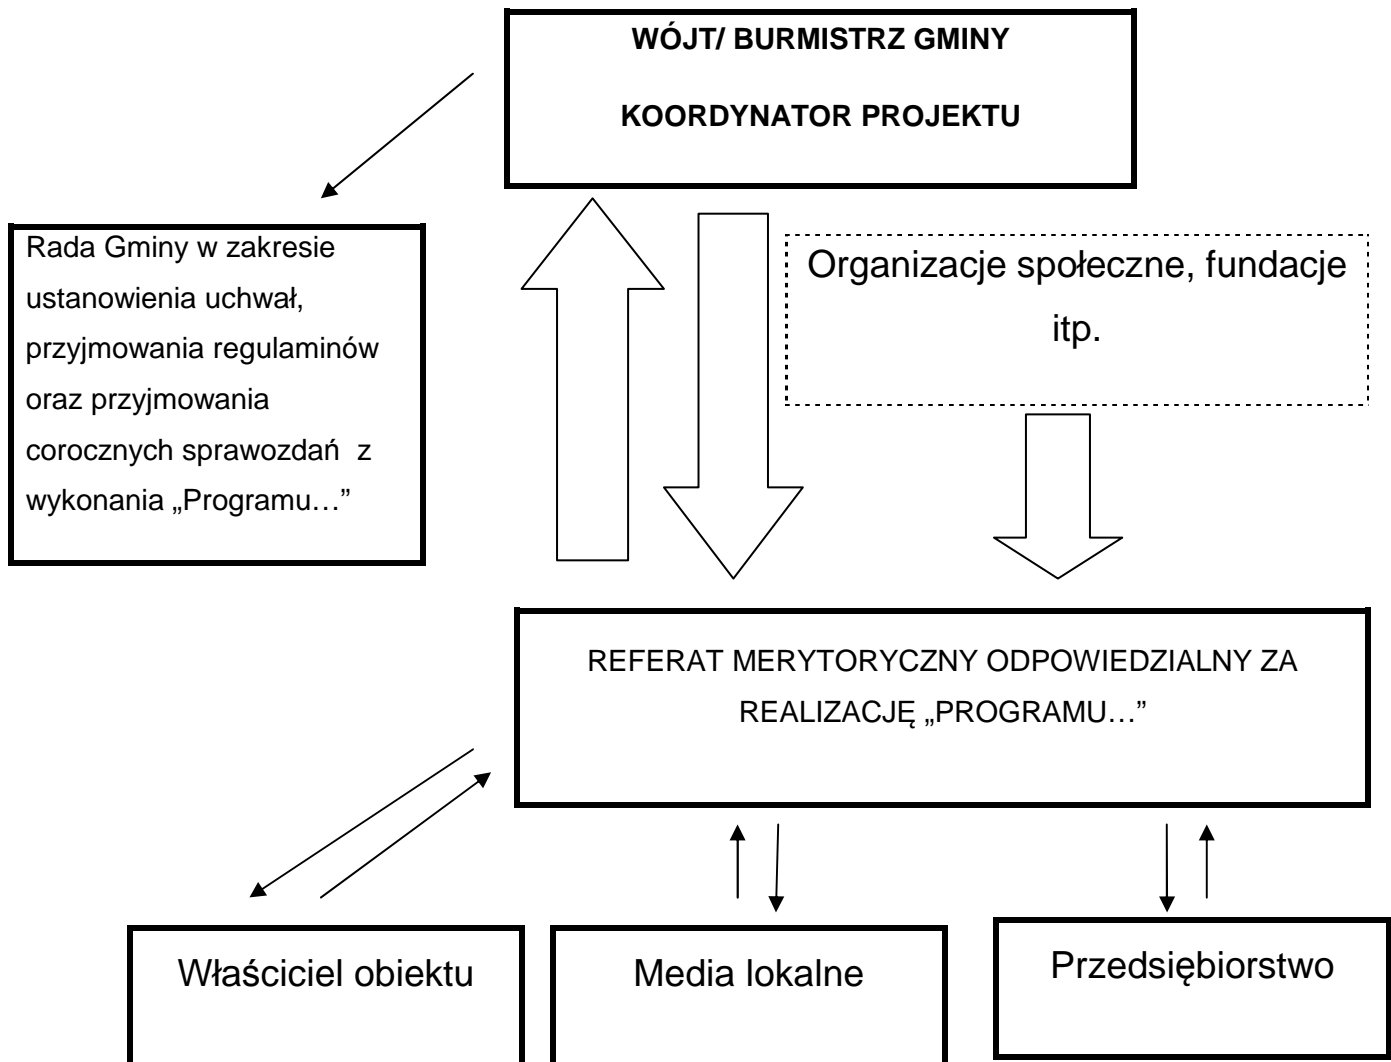 WÓJT/ BURMISTRZ GMINY
KOORDYNATOR PROJEKTU
Rada Gminy w zakresie
ustanowienia uchwał,
przyjmowania regulaminów
oraz przyjmowania
corocznych sprawozdań z
wykonania „Programu…”
Organizacje społeczne, fundacje
itp.
REFERAT MERYTORYCZNY ODPOWIEDZIALNY ZA
REALIZACJĘ „PROGRAMU…”
Właściciel obiektu
Media lokalne
Przedsiębiorstwo